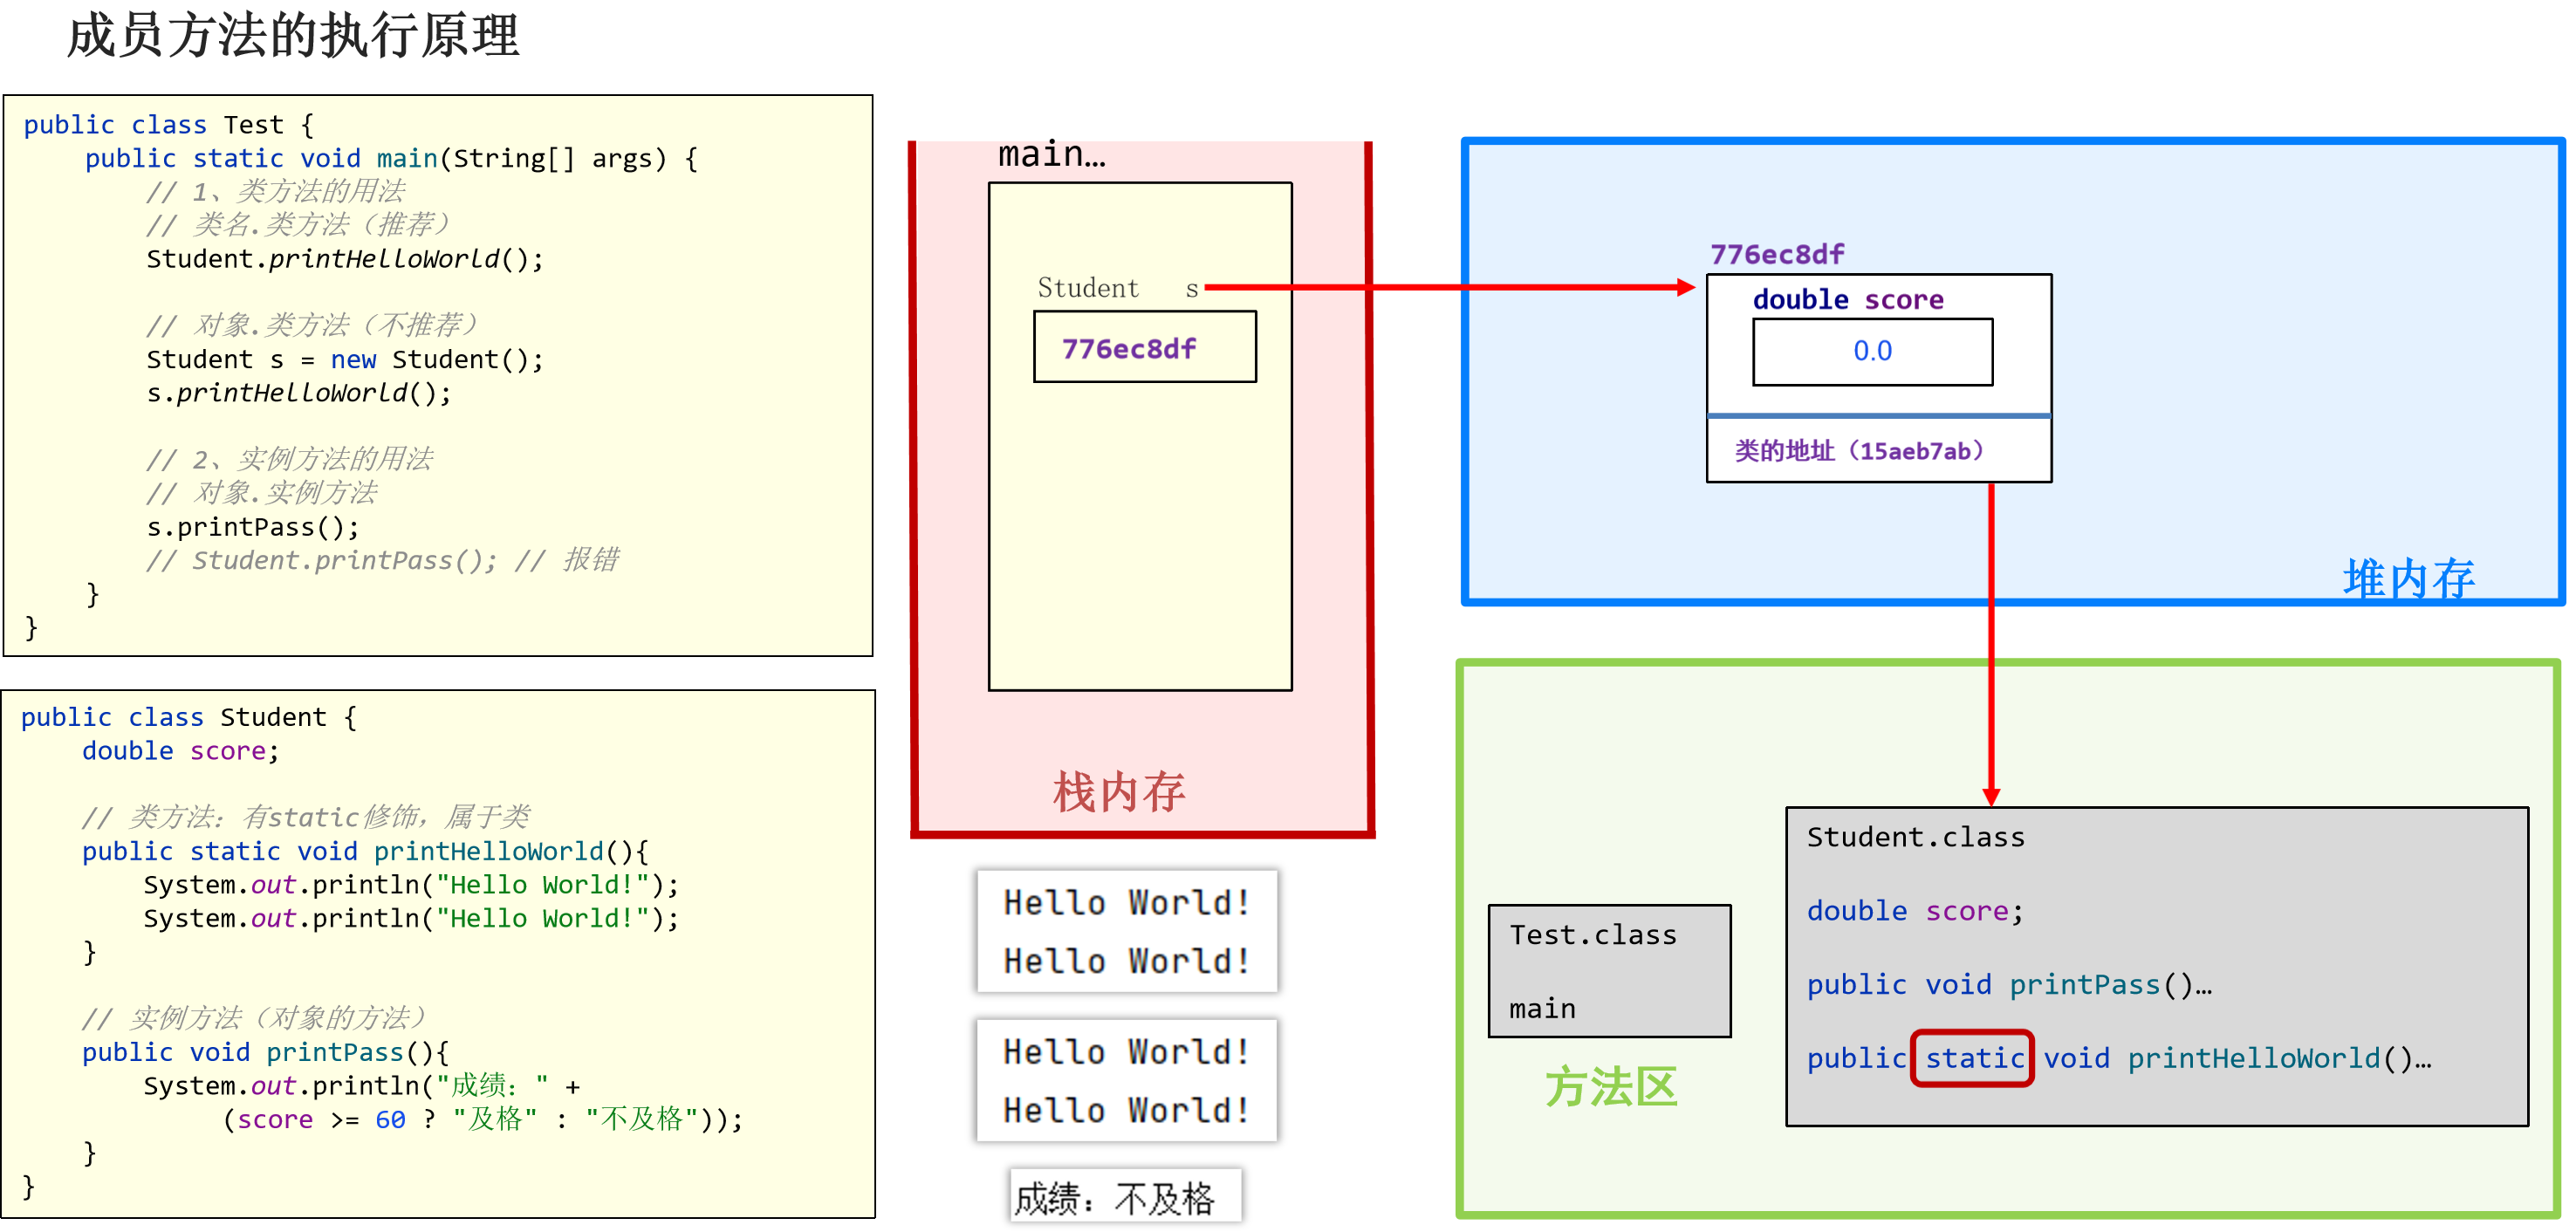 成员方法的执行原理
public class Test {
public static void main(String[] args) {
// 1、类方法的用法
// 类名.类方法（推荐）
Student.printHelloWorld();
// 对象.类方法（不推荐）
Student s = new Student();
s.printHelloWorld();
// 2、实例方法的用法
// 对象.实例方法
s.printPass();
// Student.printPass(); // 报错
}
}
public class Student {
double score;
// 类方法：有static修饰，属于类
public static void printHelloWorld(){
System.out.println("Hello World!");
System.out.println("Hello World!");
}
// 实例方法（对象的方法）
public void printPass(){
System.out.println("成绩：" +
(score >= 60 ? "及格" : "不及格"));
}
}
main…
Student s
776ec8df
栈内存
Hello World!
Hello World!
Hello World!
Hello World!
成绩：不及格
776ec8df
double score
0.0
类的地址（15aeb7ab）
堆内存
Test.class
main
方法区
Student.class
double score;
public void printPass()…
public static void printHelloWorld()…